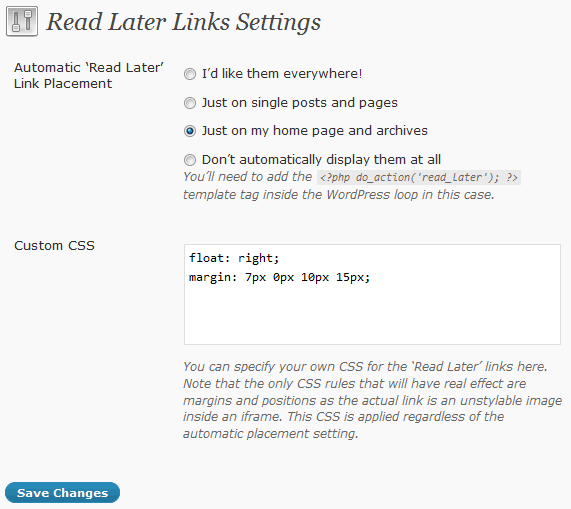 Read Later Links Settings
Automatic ‘Read Later’
Link Placement
I’d like them everywhere!
Just on single posts and pages
Just on my home page and archives
Don’t automatically display them at all
You’ll need to add the <?php do_action('read_later'); ?>
template tag inside the WordPress loop in this case.
Custom CSS
float: right;
margin: 7px 0px 10px 15px;
You can specify your own CSS for the ‘Read Later’ links here.
Note that the only CSS rules that will have real effect are
margins and positions as the actual link is an unstylable image
inside an iframe. This CSS is applied regardless of the
automatic placement setting.
Save Changes